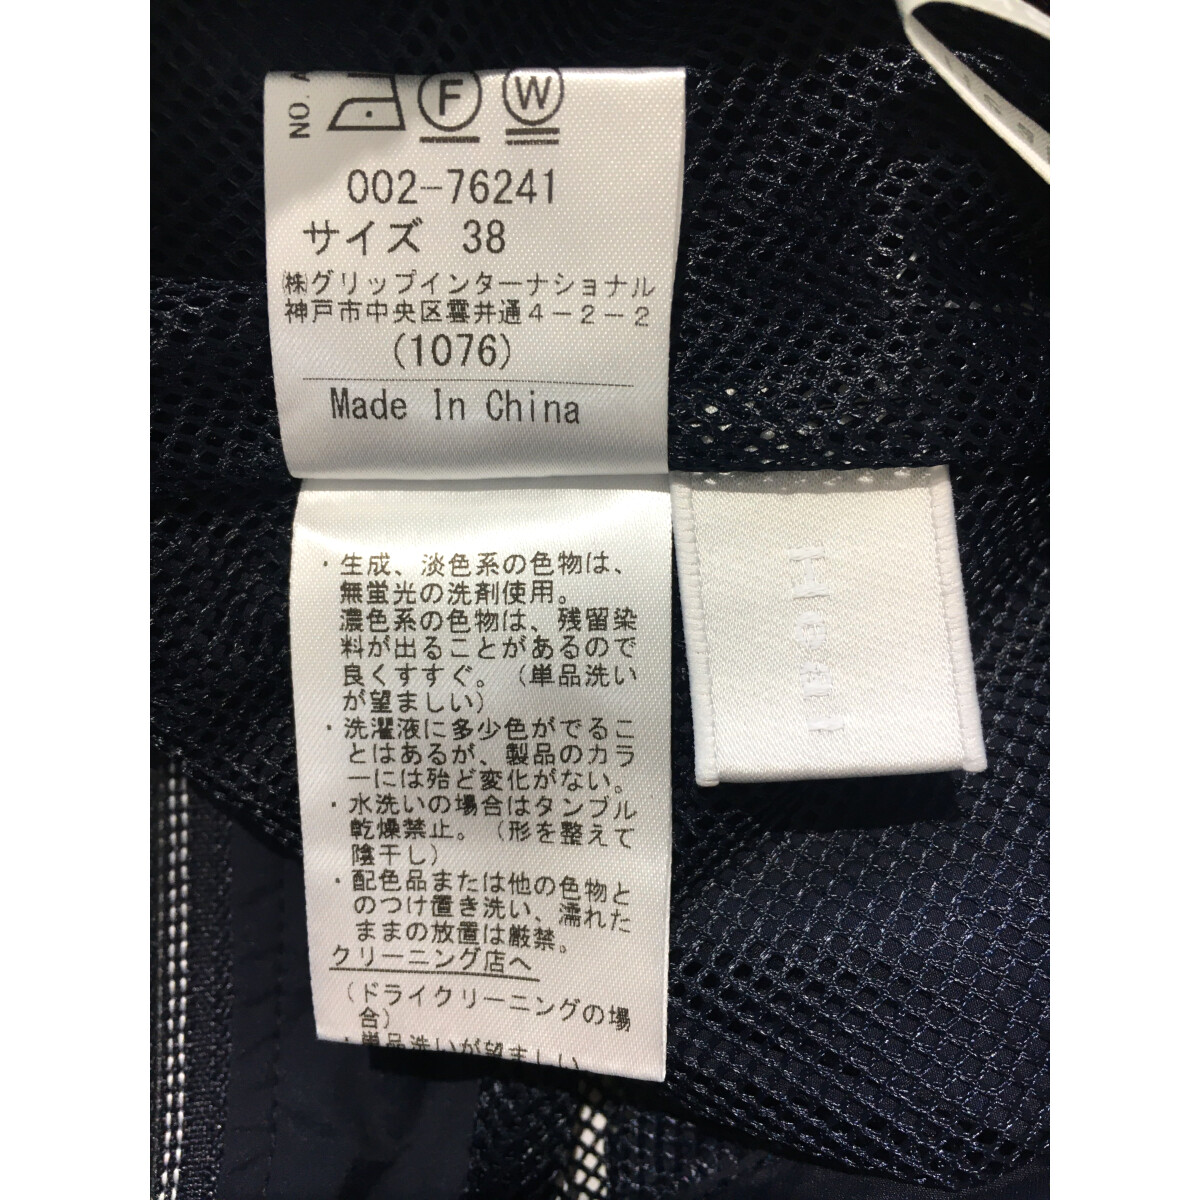 NO. A
F
W
002-76241
サイズ 38
㈱グリップインターナショナル
神戸市中央区雲井通4-2-2
(1076)
Made In China
・生成、淡色系の色物は、
無蛍光の洗剤使用。
濃色系の色物は、残留染
料が出ることがあるので
良くすすぐ。（単品洗い
が望ましい）
・洗濯液に多少色がでるこ
とはあるが、製品のカラ
ーには殆ど変化がない。
・水洗いの場合はタンブル
乾燥禁止。（形を整えて
陰干し）
・配色品または他の色物と
のつけ置き洗い、濡れた
ままの放置は厳禁。
クリーニング店へ
（ドライクリーニングの場
合）
・単品洗いが望ましい